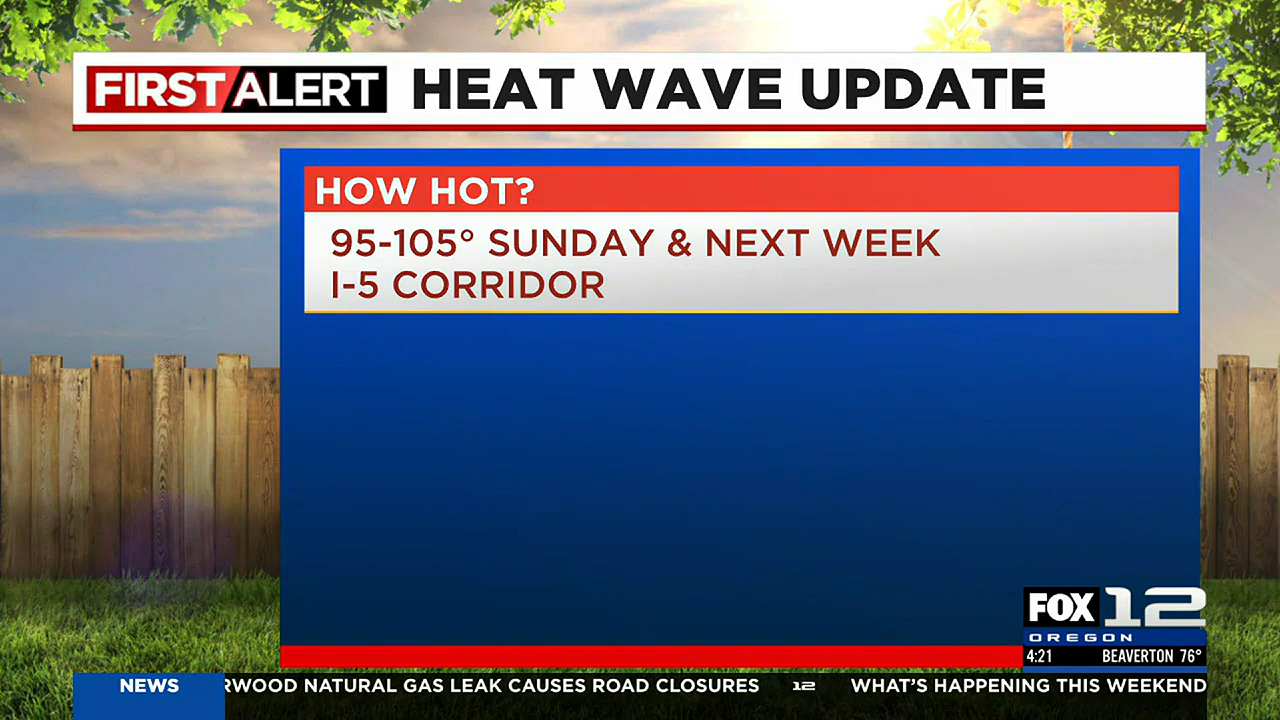 FIRST ALERT HEAT WAVE UPDATE
HOW HOT?
95-105° SUNDAY & NEXT WEEK
I-5 CORRIDOR
FOX 12
OREGON
4:21 BEAVERTON 76°
NEWS RWOOD NATURAL GAS LEAK CAUSES ROAD CLOSURES 12 WHAT'S HAPPENING THIS WEEKEND